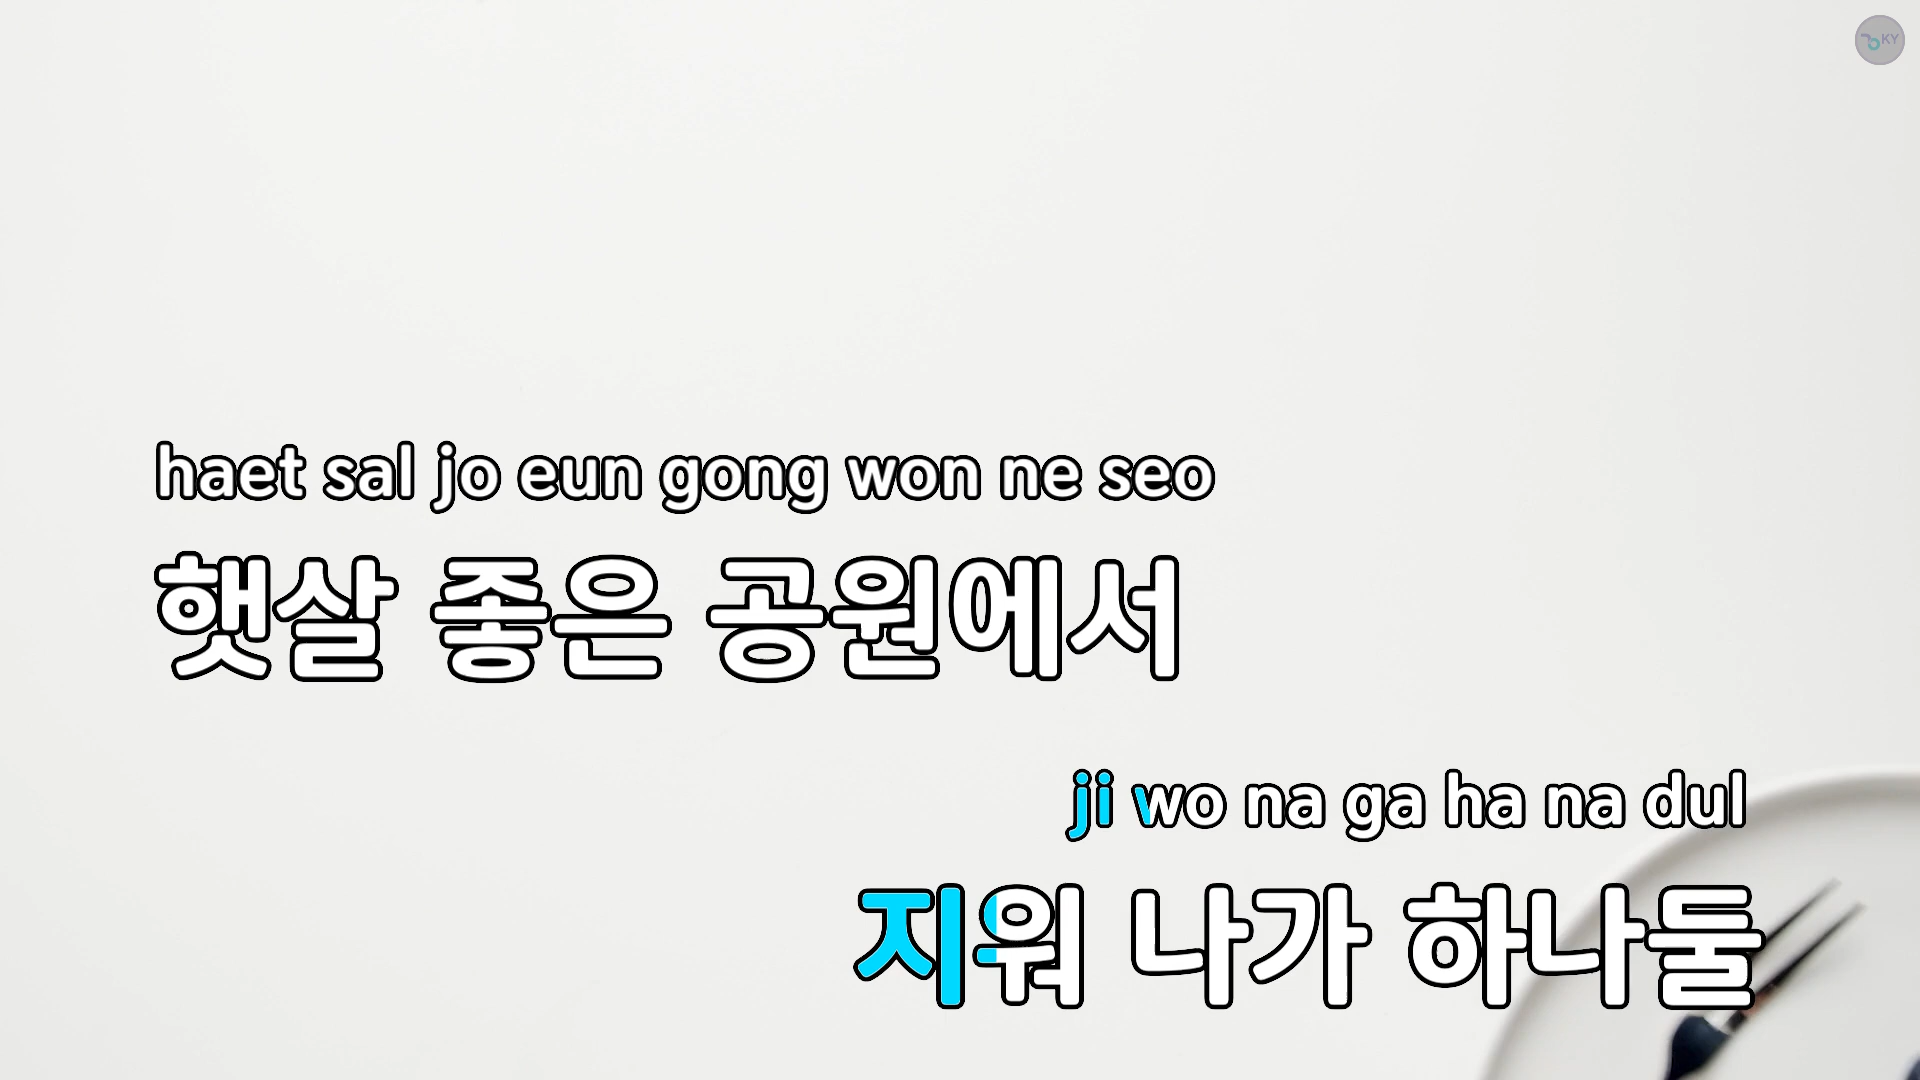 KY
haet sal jo eun gong won ne seo
햇살 좋은 공원에서
ji wo na ga ha na dul
지워 나가 하나둘